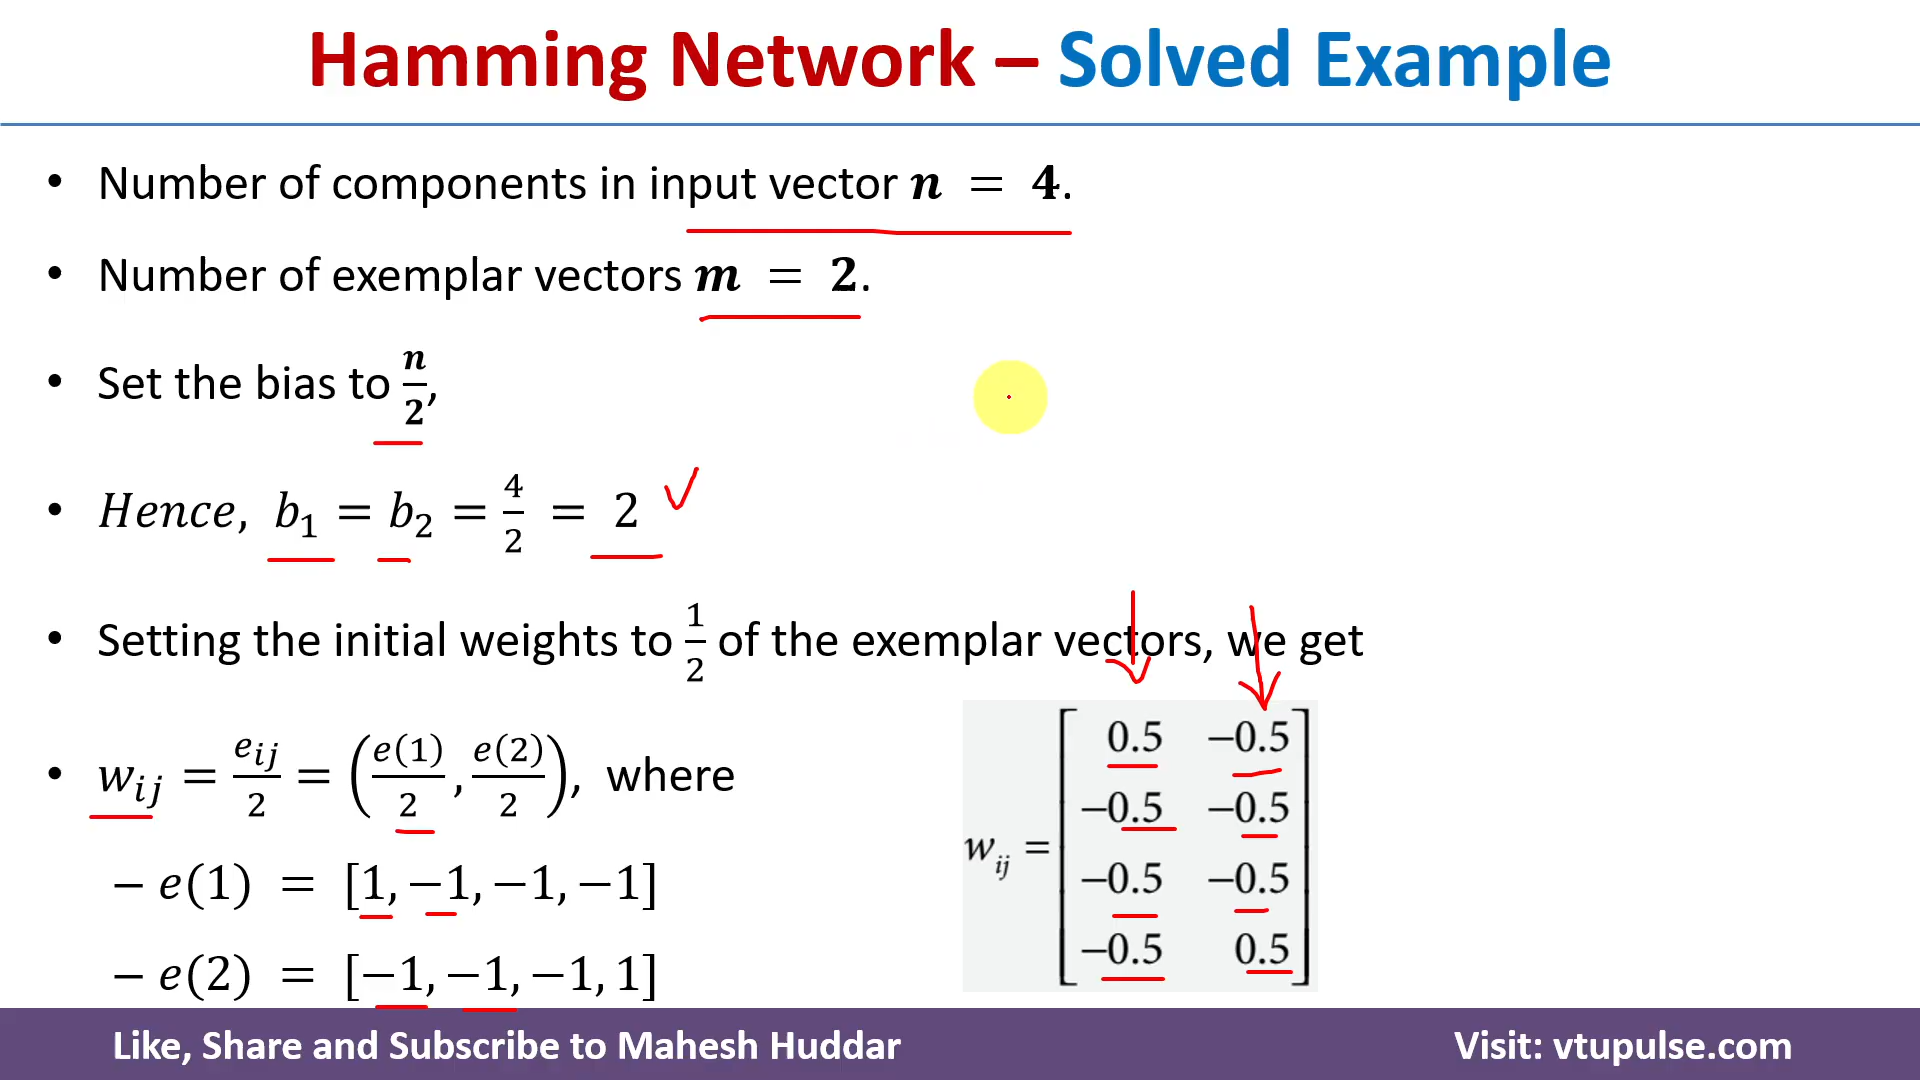 Hamming Network – Solved Example
• Number of components in input vector n = 4.
• Number of exemplar vectors m = 2.
• Set the bias to n/2,
• Hence, b₁ = b₂ = 4/2 = 2
• Setting the initial weights to 1/2 of the exemplar vectors, we get
• wᵢⱼ = eᵢⱼ/2 = (e(1)/2, e(2)/2), where
– e(1) = [1, −1, −1, −1]
– e(2) = [−1, −1, −1, 1]
wᵢⱼ =
0.5 −0.5
−0.5 −0.5
−0.5 −0.5
−0.5 0.5
Like, Share and Subscribe to Mahesh Huddar
Visit: vtupulse.com